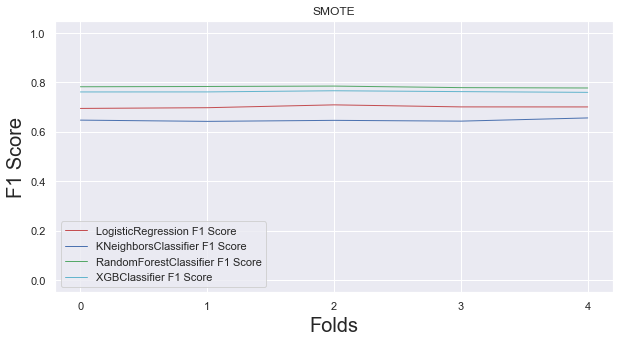 SMOTE
1.0
0.8
0.6
0.4
0.2
0.0
F1 Score
LogisticRegression F1 Score
KNeighborsClassifier F1 Score
RandomForestClassifier F1 Score
XGBClassifier F1 Score
0 1 2 3 4
Folds